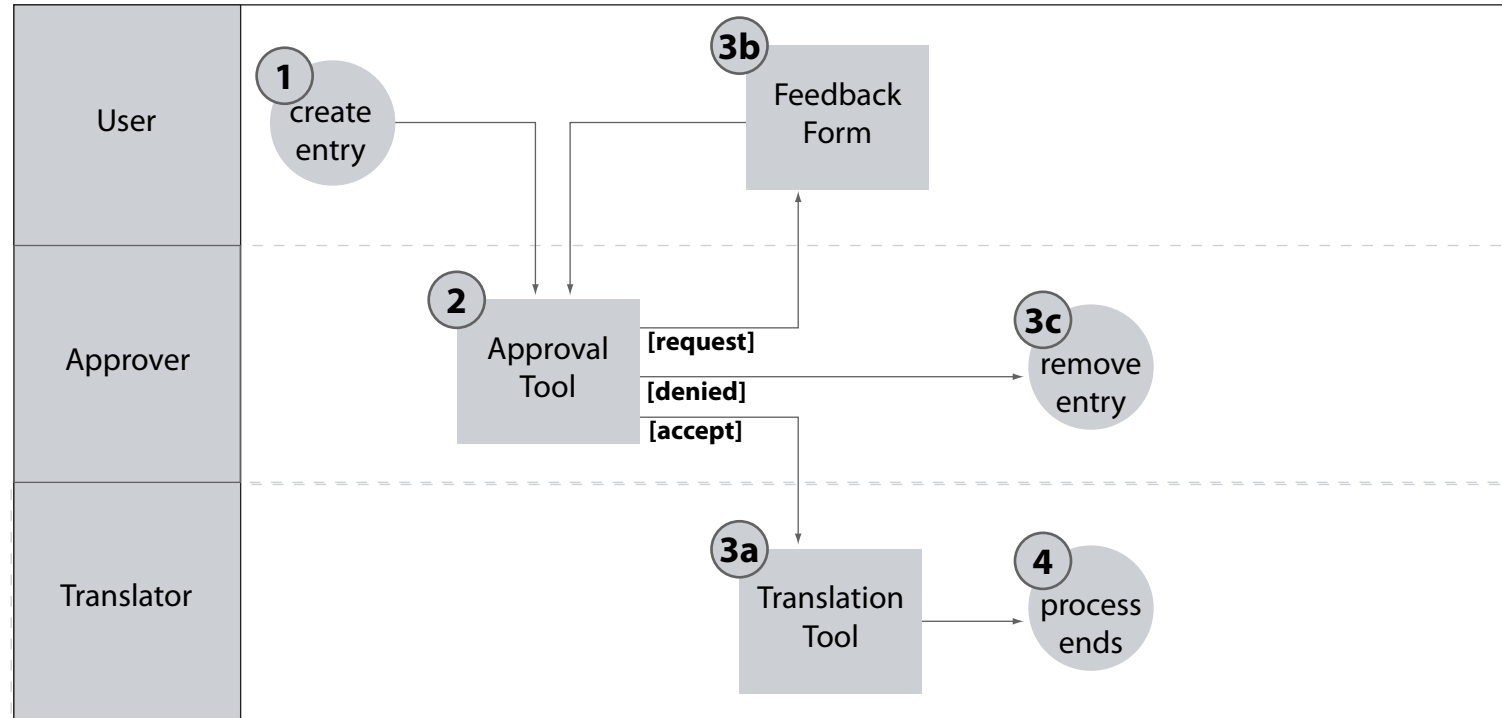 User
1
create
entry
3b
Feedback
Form
Approver
2
Approval
Tool
[request]
[denied]
[accept]
3c
remove
entry
Translator
3a
Translation
Tool
4
process
ends